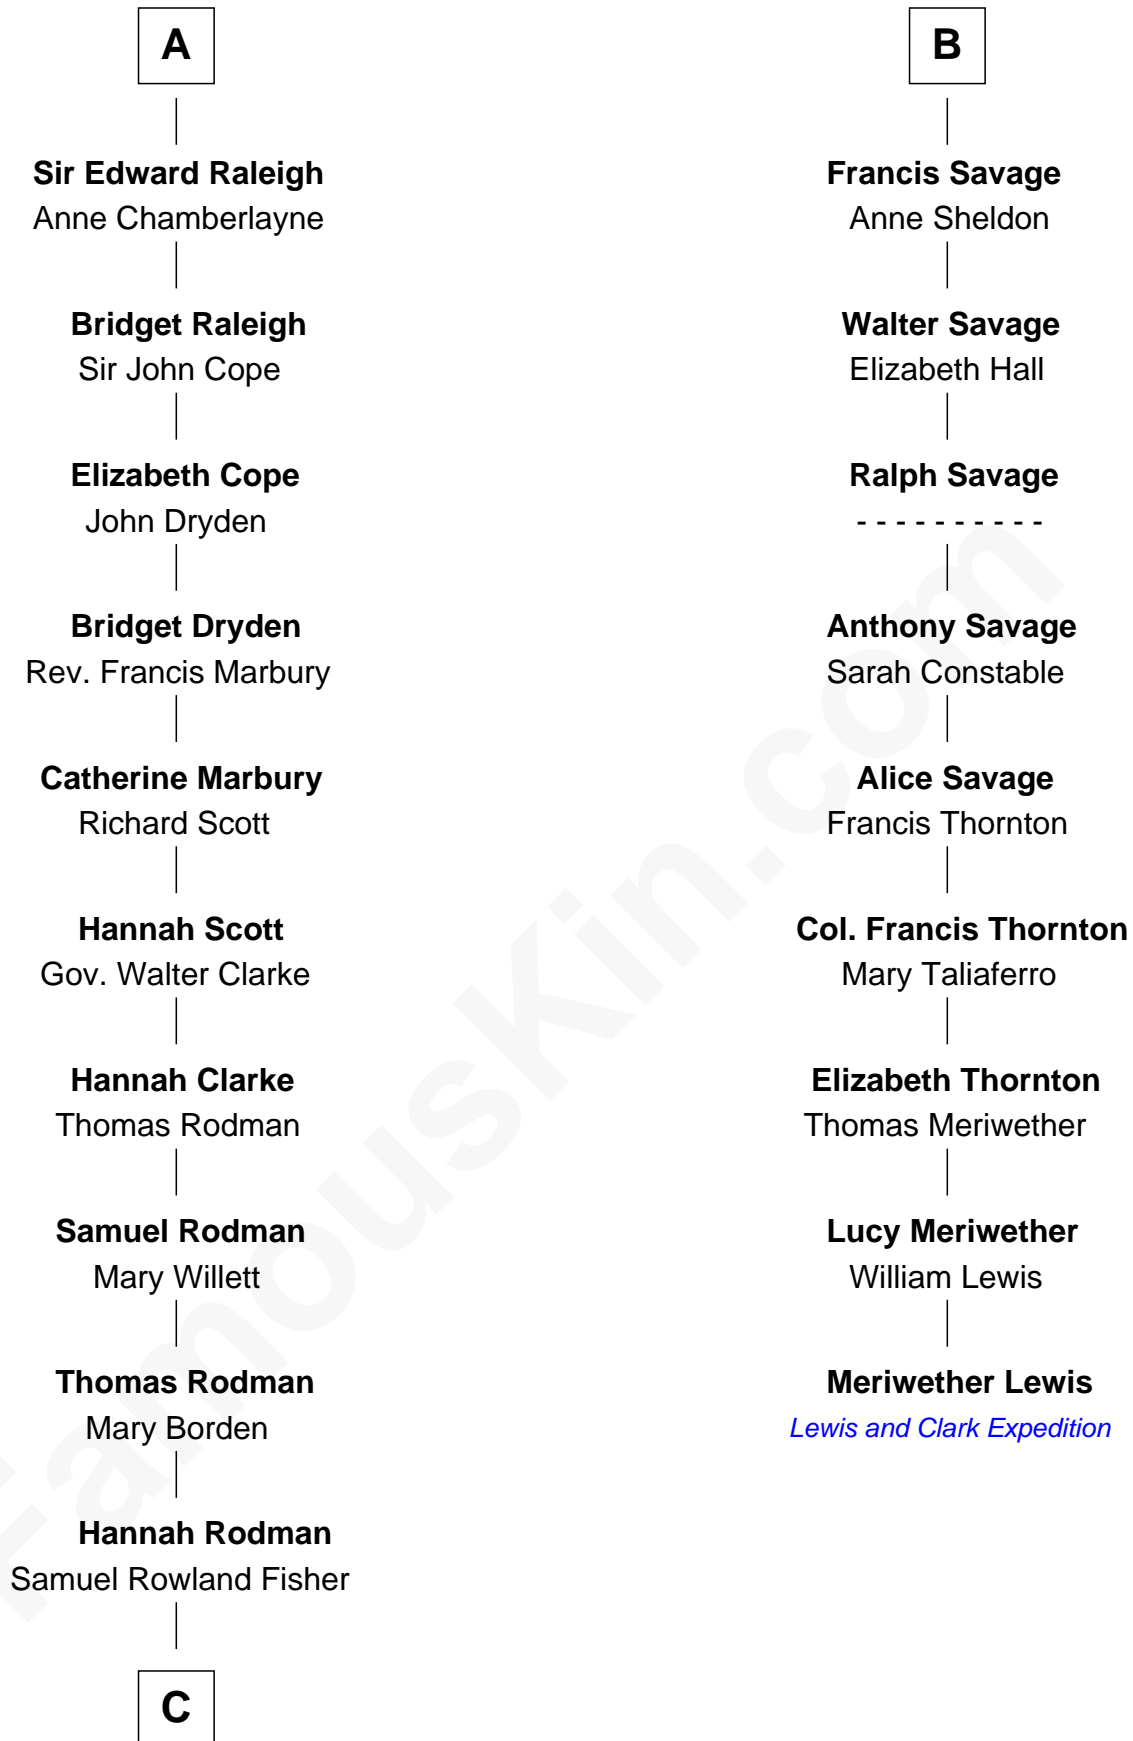 A
Sir Edward Raleigh
Anne Chamberlayne
Bridget Raleigh
Sir John Cope
Elizabeth Cope
John Dryden
Bridget Dryden
Rev. Francis Marbury
Catherine Marbury
Richard Scott
Hannah Scott
Gov. Walter Clarke
Hannah Clarke
Thomas Rodman
Samuel Rodman
Mary Willett
Thomas Rodman
Mary Borden
Hannah Rodman
Samuel Rowland Fisher
C
B
Francis Savage
Anne Sheldon
Walter Savage
Elizabeth Hall
Ralph Savage
- - - - - - - - - -
Anthony Savage
Sarah Constable
Alice Savage
Francis Thornton
Col. Francis Thornton
Mary Taliaferro
Elizabeth Thornton
Thomas Meriwether
Lucy Meriwether
William Lewis
Meriwether Lewis
Lewis and Clark Expedition
FamousKin.com